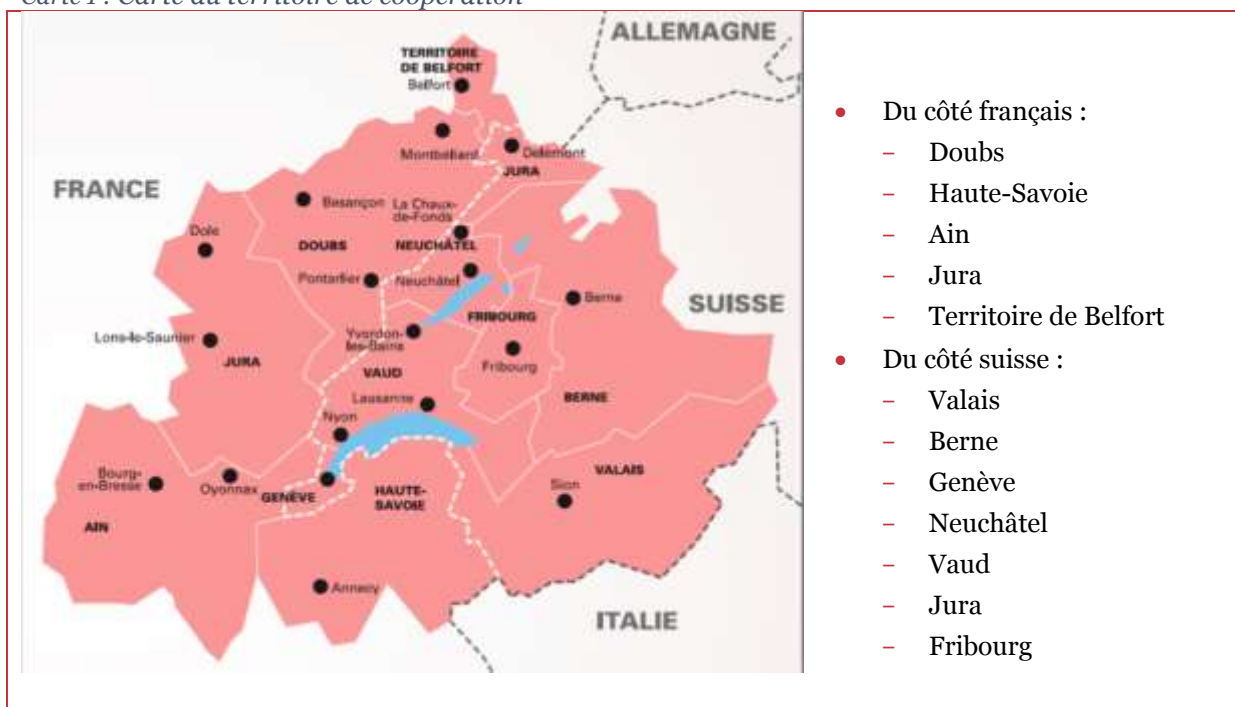 Carte 1 : Carte du territoire de coopération
ALLEMAGNE
TERRITOIRE
DE BELFORT
Belfort
Montbéliard
Delémont
JURA
FRANCE
Besançon
La Chaux-
de-Fonds
Dole
DOUBS
NEUCHÂTEL
Pontarlier
Neuchâtel
Berne
SUISSE
FRIBOURG
Yverdon-
les-Bains
Lons-le-Saunier
JURA
VAUD
Fribourg
BERNE
Lausanne
Nyon
Bourg-
en-Bresse
Oyonnax
GENÈVE
HAUTE-
SAVOIE
VALAIS
Sion
AIN
Annecy
ITALIE
• Du côté français :
– Doubs
– Haute-Savoie
– Ain
– Jura
– Territoire de Belfort
• Du côté suisse :
– Valais
– Berne
– Genève
– Neuchâtel
– Vaud
– Jura
– Fribourg